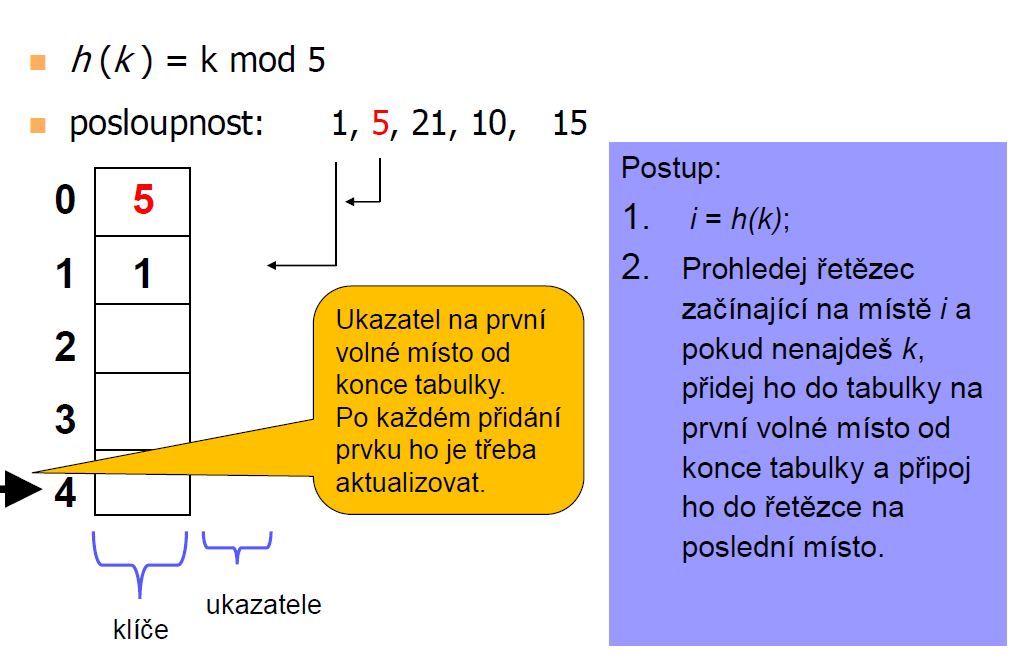 h (k ) = k mod 5
posloupnost: 1, 5, 21, 10, 15
0 5
1 1
2
3
4
Ukazatel na první
volné místo od
konce tabulky.
Po každém přidání
prvku ho je třeba
aktualizovat.
klíče
ukazatele
Postup:
1. i = h(k);
2. Prohledej řetězec
začínající na místě i a
pokud nenajdeš k,
přidej ho do tabulky na
první volné místo od
konce tabulky a připoj
ho do řetězce na
poslední místo.